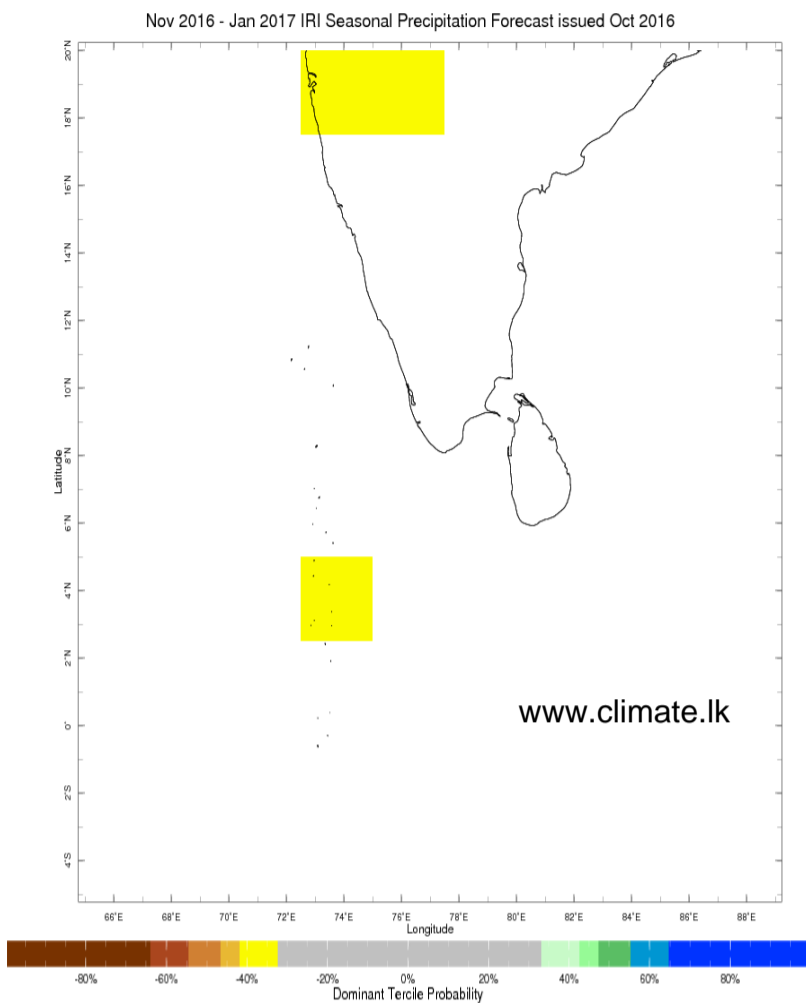 Nov 2016 - Jan 2017 IRI Seasonal Precipitation Forecast issued Oct 2016
20°N
18°N
16°N
14°N
12°N
10°N
8°N
Latitude
6°N
4°N
2°N
www.climate.lk
0°
2°S
4°S
66°E 70°E 72°E 74°E 76°E 78°E 80°E 82°E 84°E 86°E 88°E
Longitude
-80% -60% -40% -20% 0% 20% 40% 60% 80%
Dominant Tercile Probability